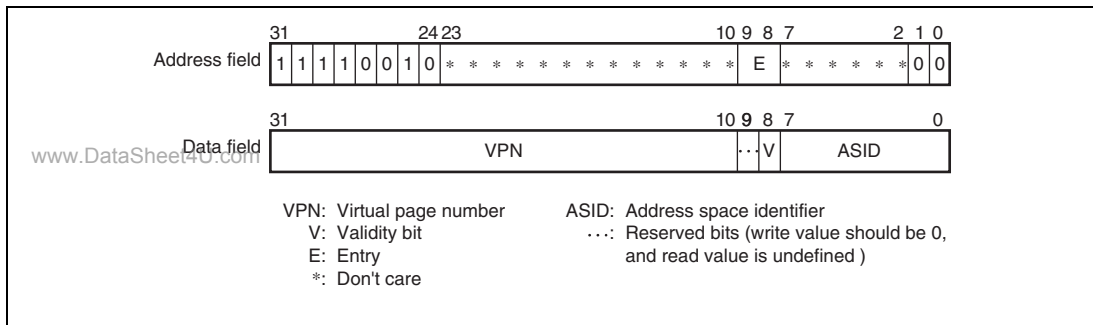 31 24 23 10 9 8 7 2 1 0
Address field 1 1 1 1 0 0 1 0 * * * * * * * * * * * * * * E * * * * * * 0 0
31 10 9 8 7 0
www.DataSheet4U.com Data field VPN ··· V ASID
VPN: Virtual page number ASID: Address space identifier
V: Validity bit ···: Reserved bits (write value should be 0,
E: Entry and read value is undefined )
*: Don't care